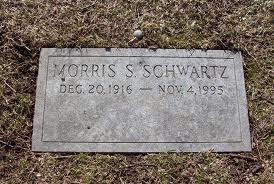 MORRIS S. SCHWARTZ
DEC. 20, 1916 — NOV. 4, 1995